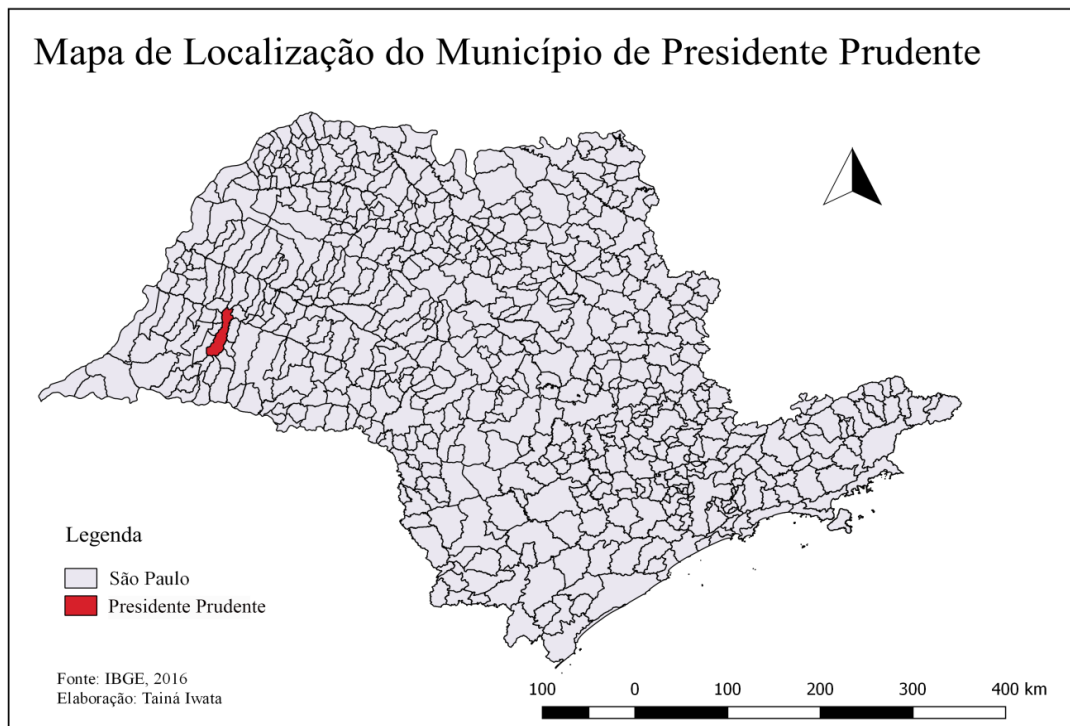 Mapa de Localização do Município de Presidente Prudente
Legenda
São Paulo
Presidente Prudente
Fonte: IBGE, 2016
Elaboração: Tainá Iwata
100 0 100 200 300 400 km